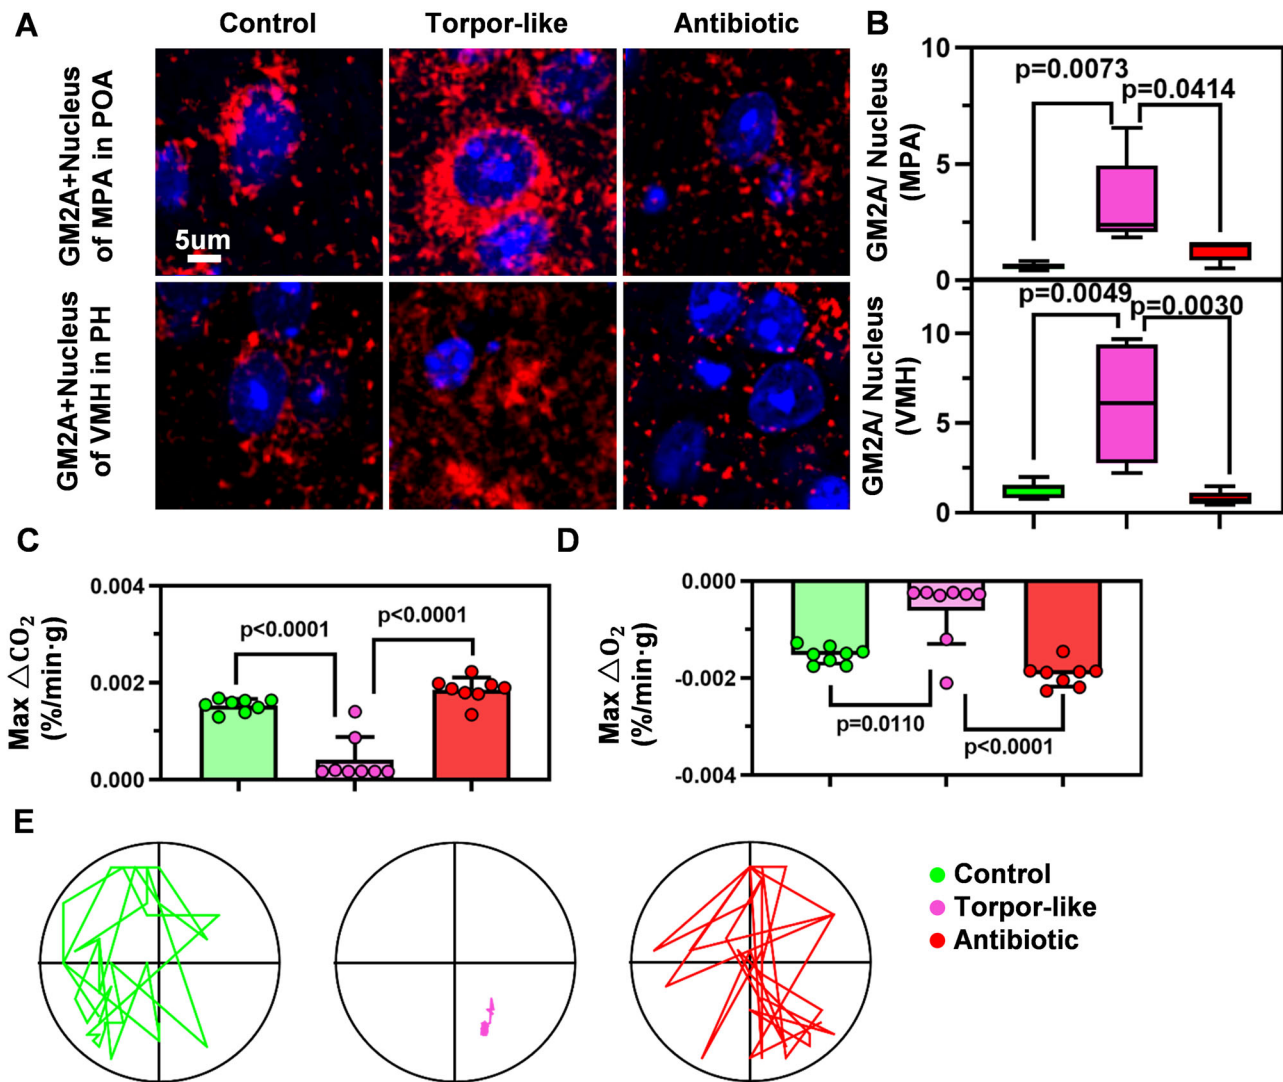 A
Control
Torpor-like
Antibiotic
GM2A+Nucleus
of MPA in POA
5um
GM2A+Nucleus
of VMH in PH
B
GM2A/ Nucleus
(MPA)
10
5
0
p=0.0073
p=0.0414
GM2A/ Nucleus
(VMH)
10
5
0
p=0.0049
p=0.0030
C
Max △CO₂
(%/min·g)
0.004
0.002
0.000
p<0.0001
p<0.0001
D
Max △O₂
(%/min·g)
0.000
-0.002
-0.004
p=0.0110
p<0.0001
E
Control
Torpor-like
Antibiotic